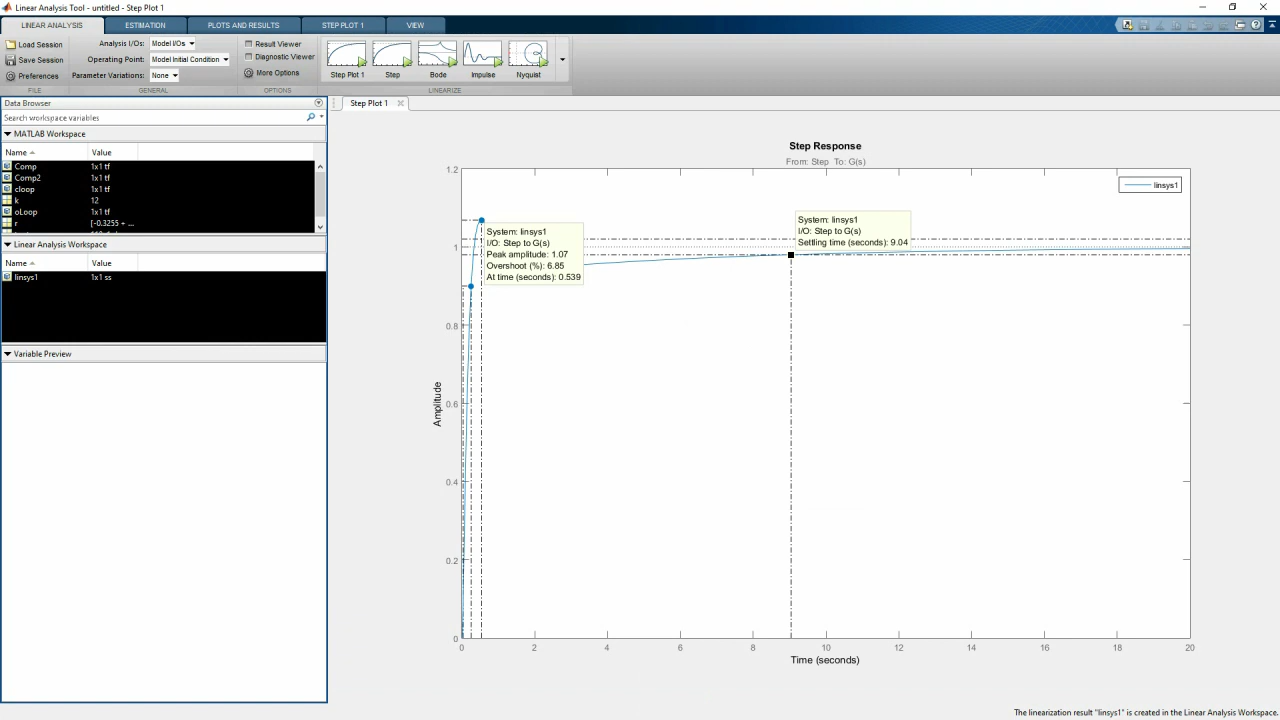 Linear Analysis Tool - untitled - Step Plot 1
LINEAR ANALYSIS
ESTIMATION
PLOTS AND RESULTS
STEP PLOT 1
VIEW
Load Session
Save Session
Preferences
FILE
Analysis I/Os: Model I/Os
Operating Point: Model Initial Condition
Parameter Variations: None
GENERAL
Result Viewer
Diagnostic Viewer
More Options
OPTIONS
Step Plot 1
Step
Bode
Impulse
Nyquist
LINEARIZE
Data Browser
Search workspace variables
MATLAB Workspace
Name Value
Comp 1x1 tf
Comp2 1x1 tf
cloop 1x1 tf
k 12
oLoop 1x1 tf
r [-0.3255 + ...
Linear Analysis Workspace
Name Value
linsys1 1x1 ss
Variable Preview
Step Plot 1
Step Response
From: Step To: G(s)
linsys1
System: linsys1
I/O: Step to G(s)
Peak amplitude: 1.07
Overshoot (%): 6.85
At time (seconds): 0.539
System: linsys1
I/O: Step to G(s)
Settling time (seconds): 9.04
1.2
1
0.8
0.6
0.4
0.2
0
Amplitude
0 2 4 6 8 10 12 14 16 18 20
Time (seconds)
The linearization result "linsys1" is created in the Linear Analysis Workspace.